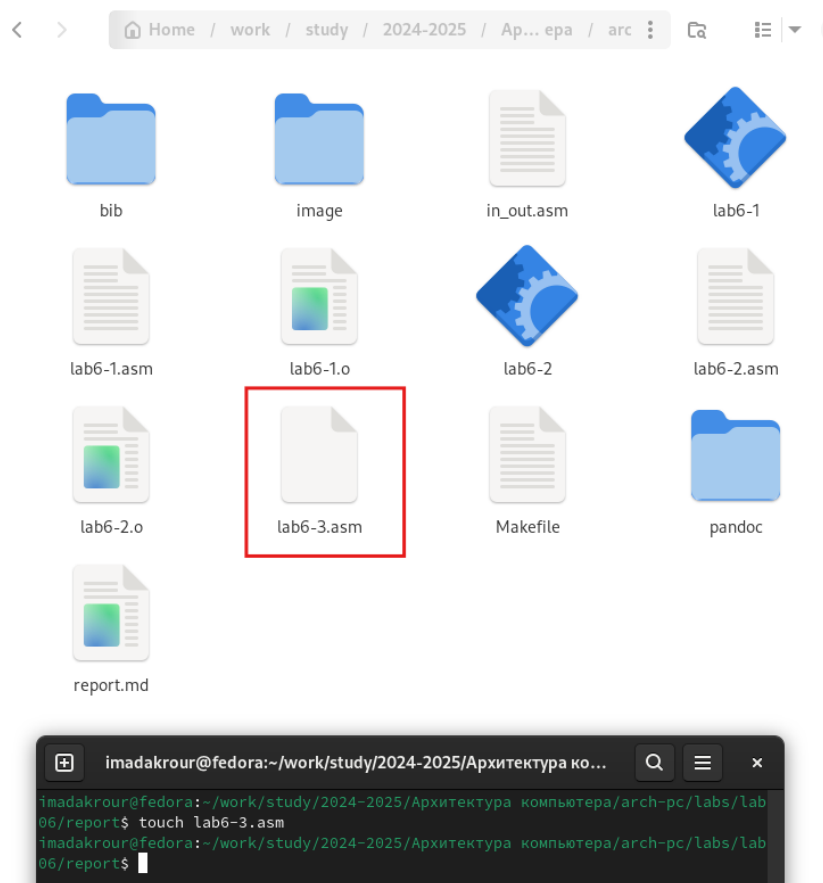 Home / work / study / 2024-2025 / Ap... epa / arc
bib image in_out.asm lab6-1
lab6-1.asm lab6-1.o lab6-2 lab6-2.asm
lab6-2.o lab6-3.asm Makefile pandoc
report.md
imadakrour@fedora:~/work/study/2024-2025/Архитектура ко...
imadakrour@fedora:~/work/study/2024-2025/Архитектура компьютера/arch-pc/labs/lab
06/report$ touch lab6-3.asm
imadakrour@fedora:~/work/study/2024-2025/Архитектура компьютера/arch-pc/labs/lab
06/report$